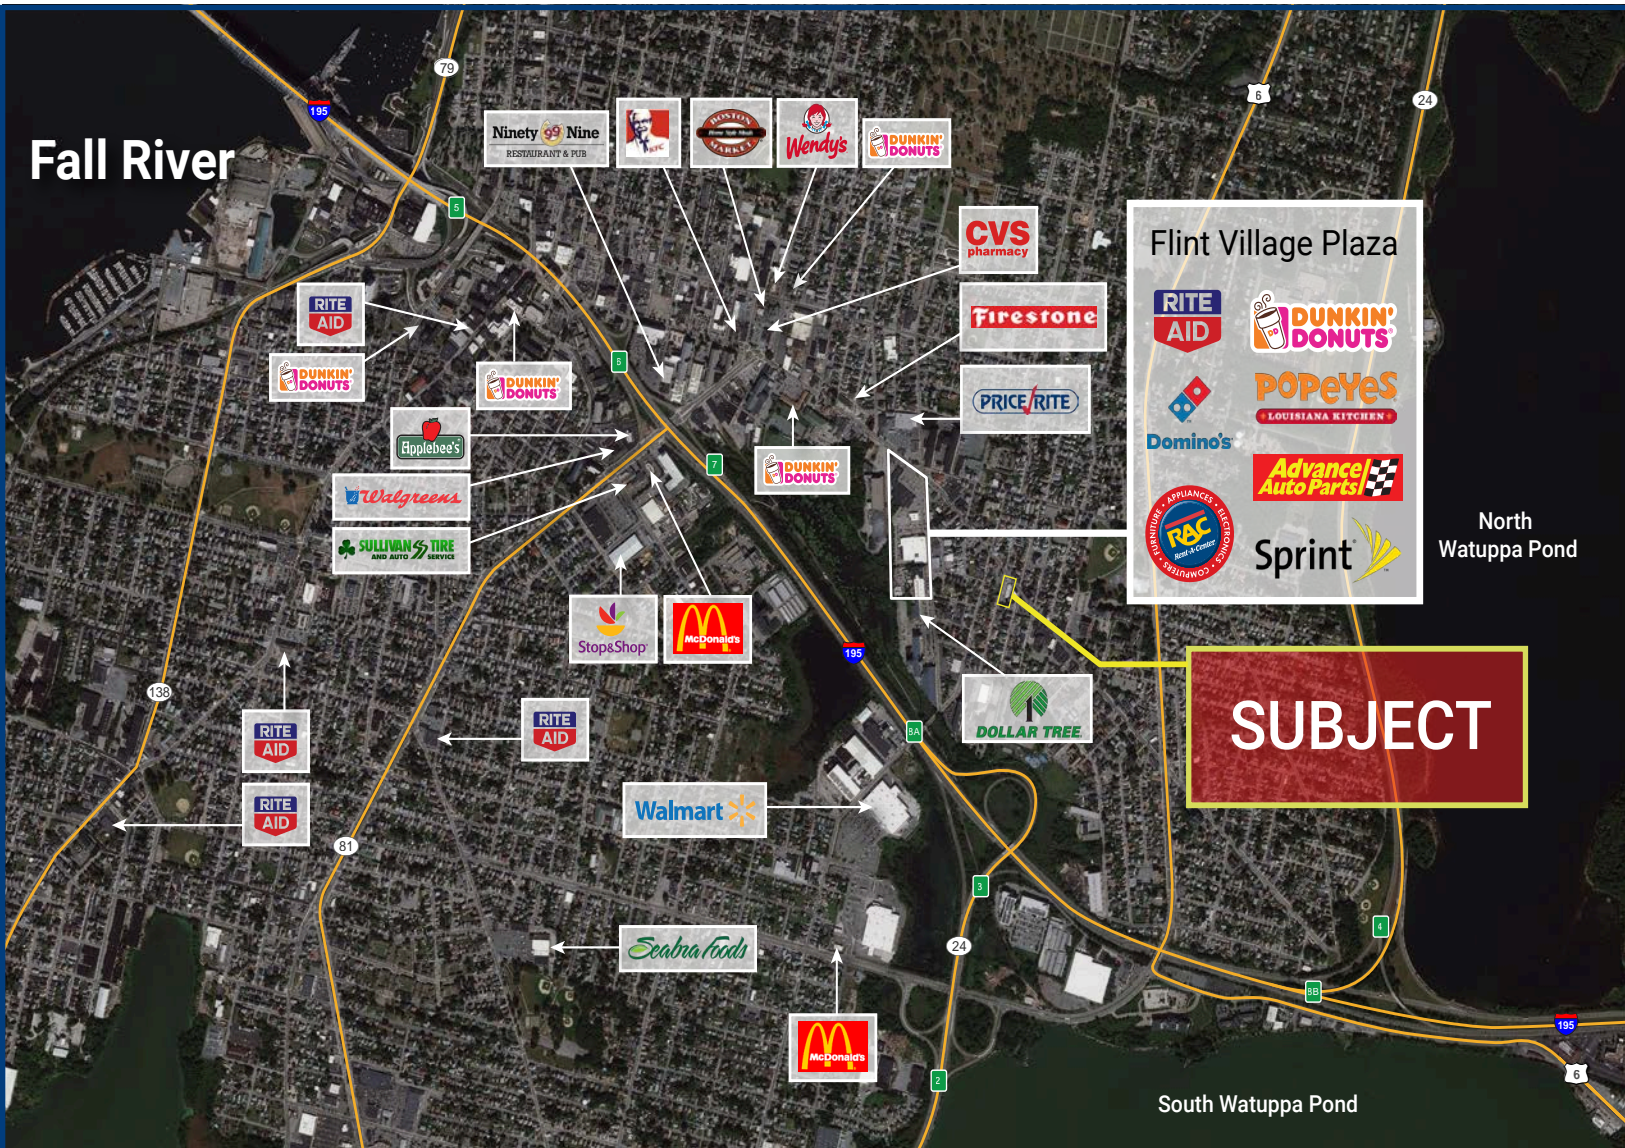 79
6
195
24
Ninety 99 Nine
RESTAURANT & PUB
KFC
BOSTON
MARKET
Wendy's
DUNKIN'
DONUTS
Fall River
5
CVS
pharmacy
Flint Village Plaza
RITE
AID
DUNKIN'
DONUTS
Firestone
RITE
AID
DUNKIN'
DONUTS
DUNKIN'
DONUTS
6
PRICE RITE
Domino's
POPEYES
LOUISIANA KITCHEN
Applebee's
7
DUNKIN'
DONUTS
Advance
Auto Parts
Walgreens
SULLIVAN TIRE
AND AUTO SERVICE
FURNITURE • APPLIANCES • ELECTRONICS • COMPUTERS
RAC
Rent-A-Center
Sprint
North
Watuppa Pond
Stop&Shop
McDonald's
195
138
RITE
AID
RITE
AID
DOLLAR TREE
SUBJECT
8A
Walmart
RITE
AID
81
3
4
Seabra Foods
24
8B
McDonald's
195
2
6
South Watuppa Pond